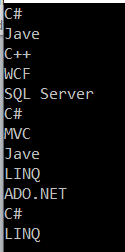 C#
Jave
C++
WCF
SQL Server
C#
MVC
Jave
LINQ
ADO.NET
C#
LINQ